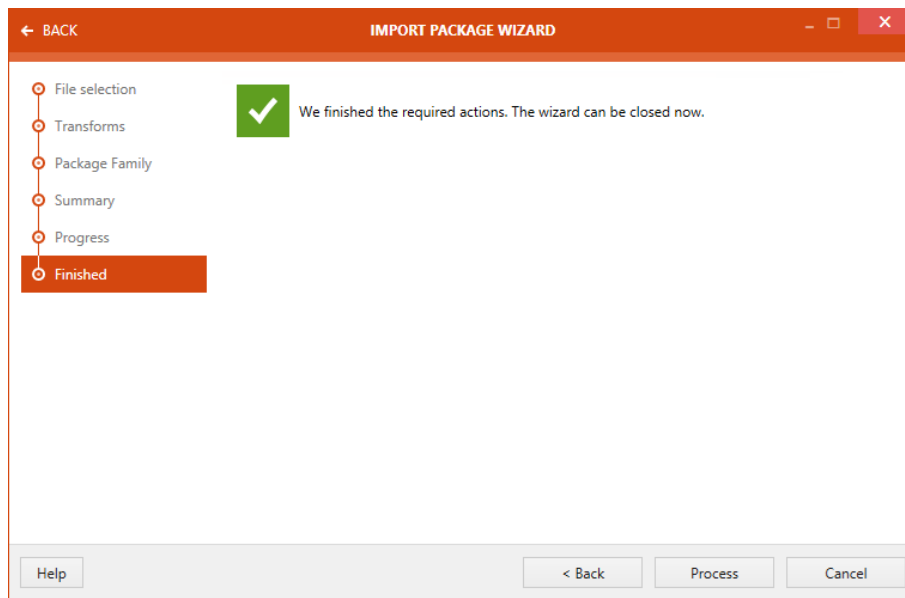 BACK
IMPORT PACKAGE WIZARD
File selection
Transforms
Package Family
Summary
Progress
Finished
We finished the required actions. The wizard can be closed now.
Help
< Back
Process
Cancel